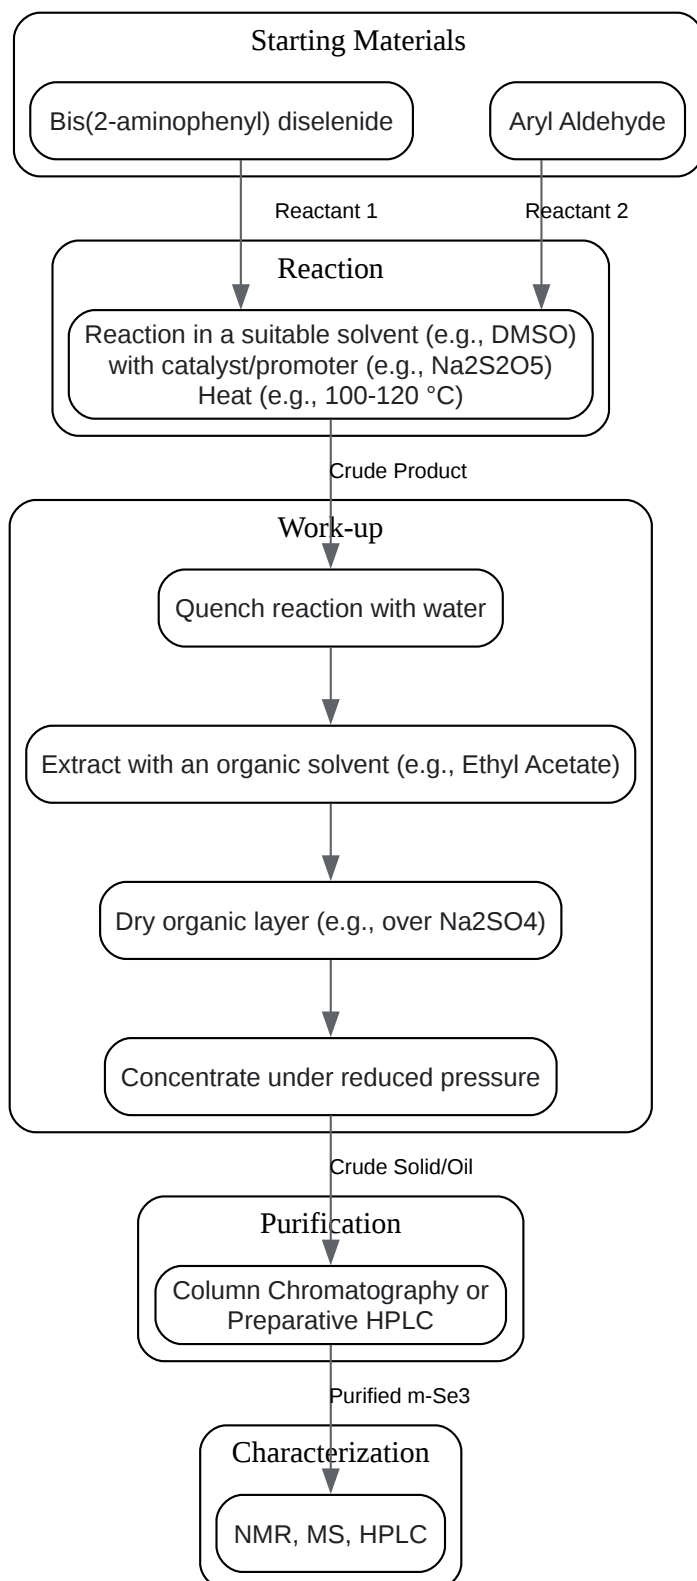 Starting Materials
Bis(2-aminophenyl) diselenide
Aryl Aldehyde
Reactant 1
Reactant 2
Reaction
Reaction in a suitable solvent (e.g., DMSO)
with catalyst/promoter (e.g., Na2S2O5)
Heat (e.g., 100-120 °C)
Crude Product
Work-up
Quench reaction with water
Extract with an organic solvent (e.g., Ethyl Acetate)
Dry organic layer (e.g., over Na2SO4)
Concentrate under reduced pressure
Crude Solid/Oil
Purification
Column Chromatography or
Preparative HPLC
Purified m-Se3
Characterization
NMR, MS, HPLC